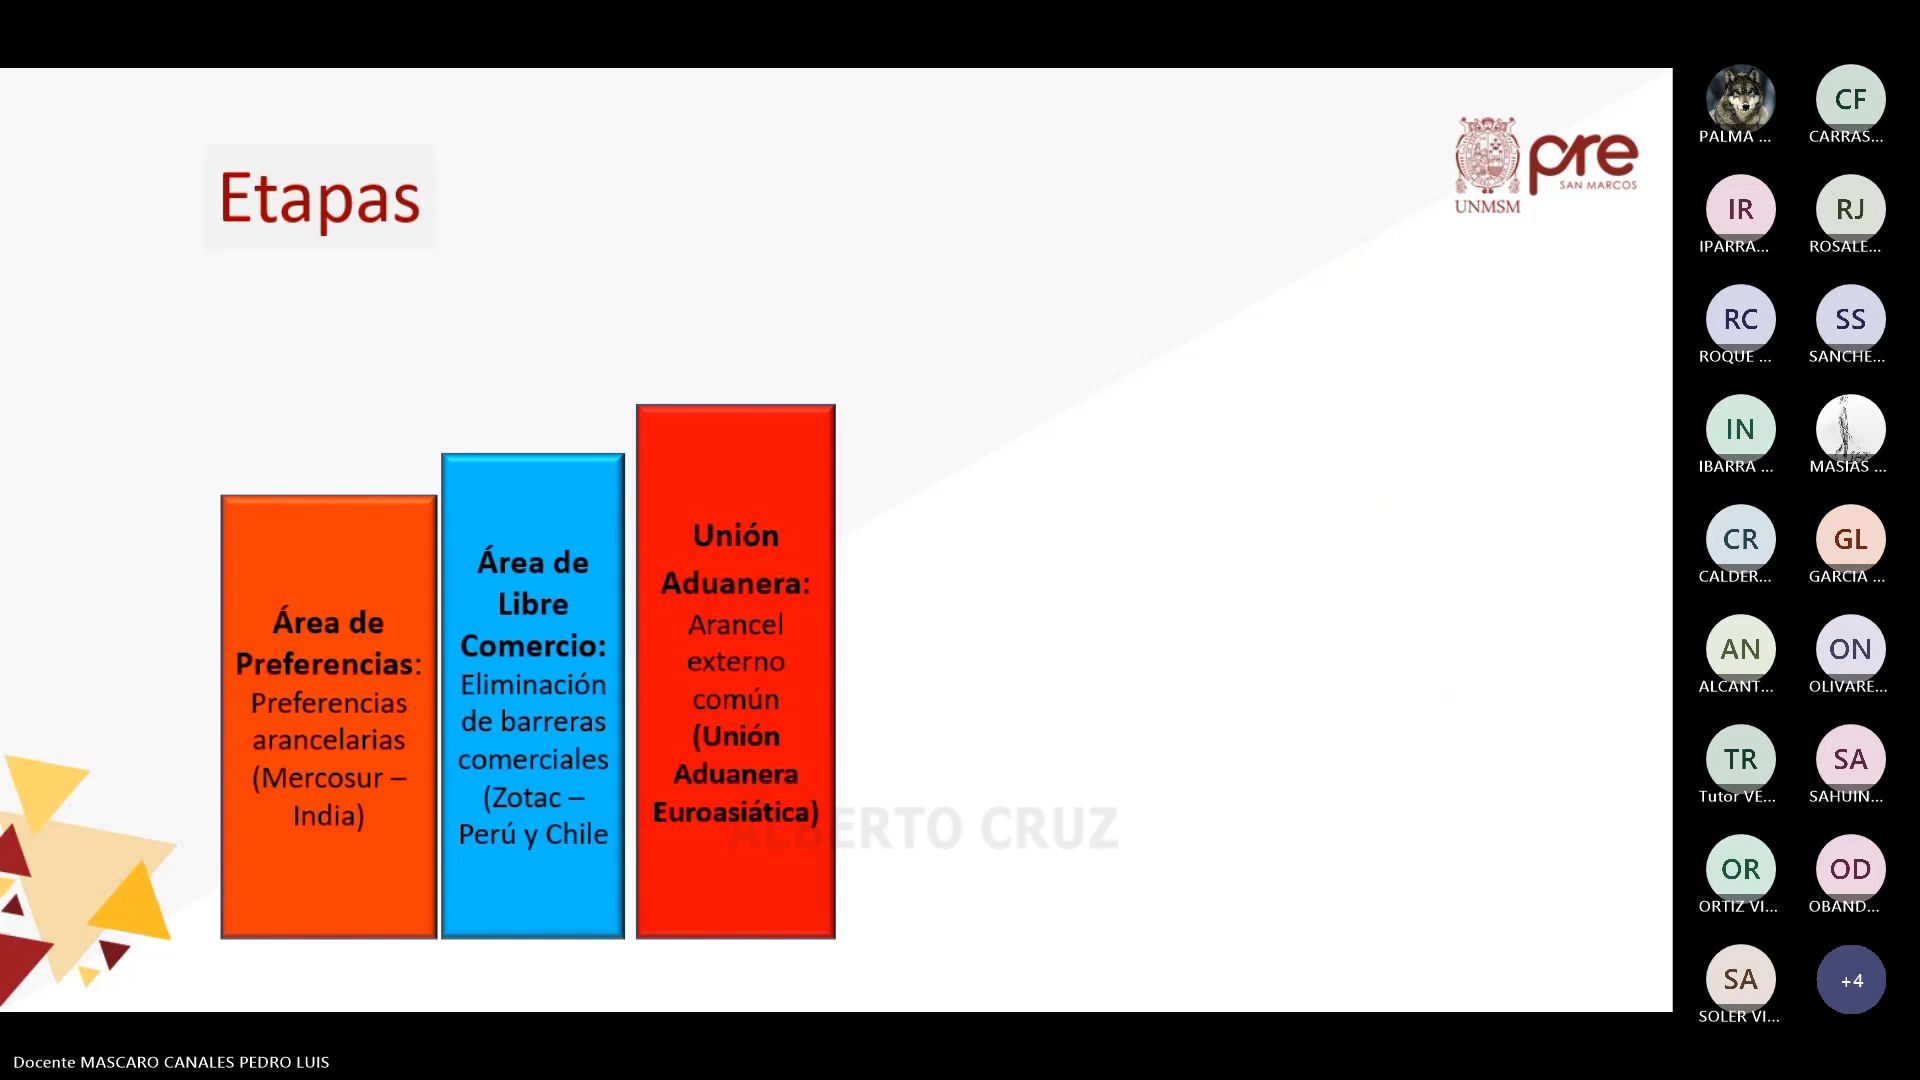 Etapas
UNMSM
pre
SAN MARCOS
Área de
Preferencias:
Preferencias
arancelarias
(Mercosur –
India)
Área de
Libre
Comercio:
Eliminación
de barreras
comerciales
(Zotac –
Perú y Chile
Unión
Aduanera:
Arancel
externo
común
(Unión
Aduanera
Euroasiática)
ALBERTO CRUZ
PALMA ...
CF
CARRAS...
IR
IPARRA...
RJ
ROSALE...
RC
ROQUE ...
SS
SANCHE...
IN
IBARRA ...
MASIAS ...
CR
CALDER...
GL
GARCIA ...
AN
ALCANT...
ON
OLIVARE...
TR
Tutor VE...
SA
SAHUIN...
OR
ORTIZ VI...
OD
OBAND...
SA
SOLER VI...
+4
Docente MASCARO CANALES PEDRO LUIS